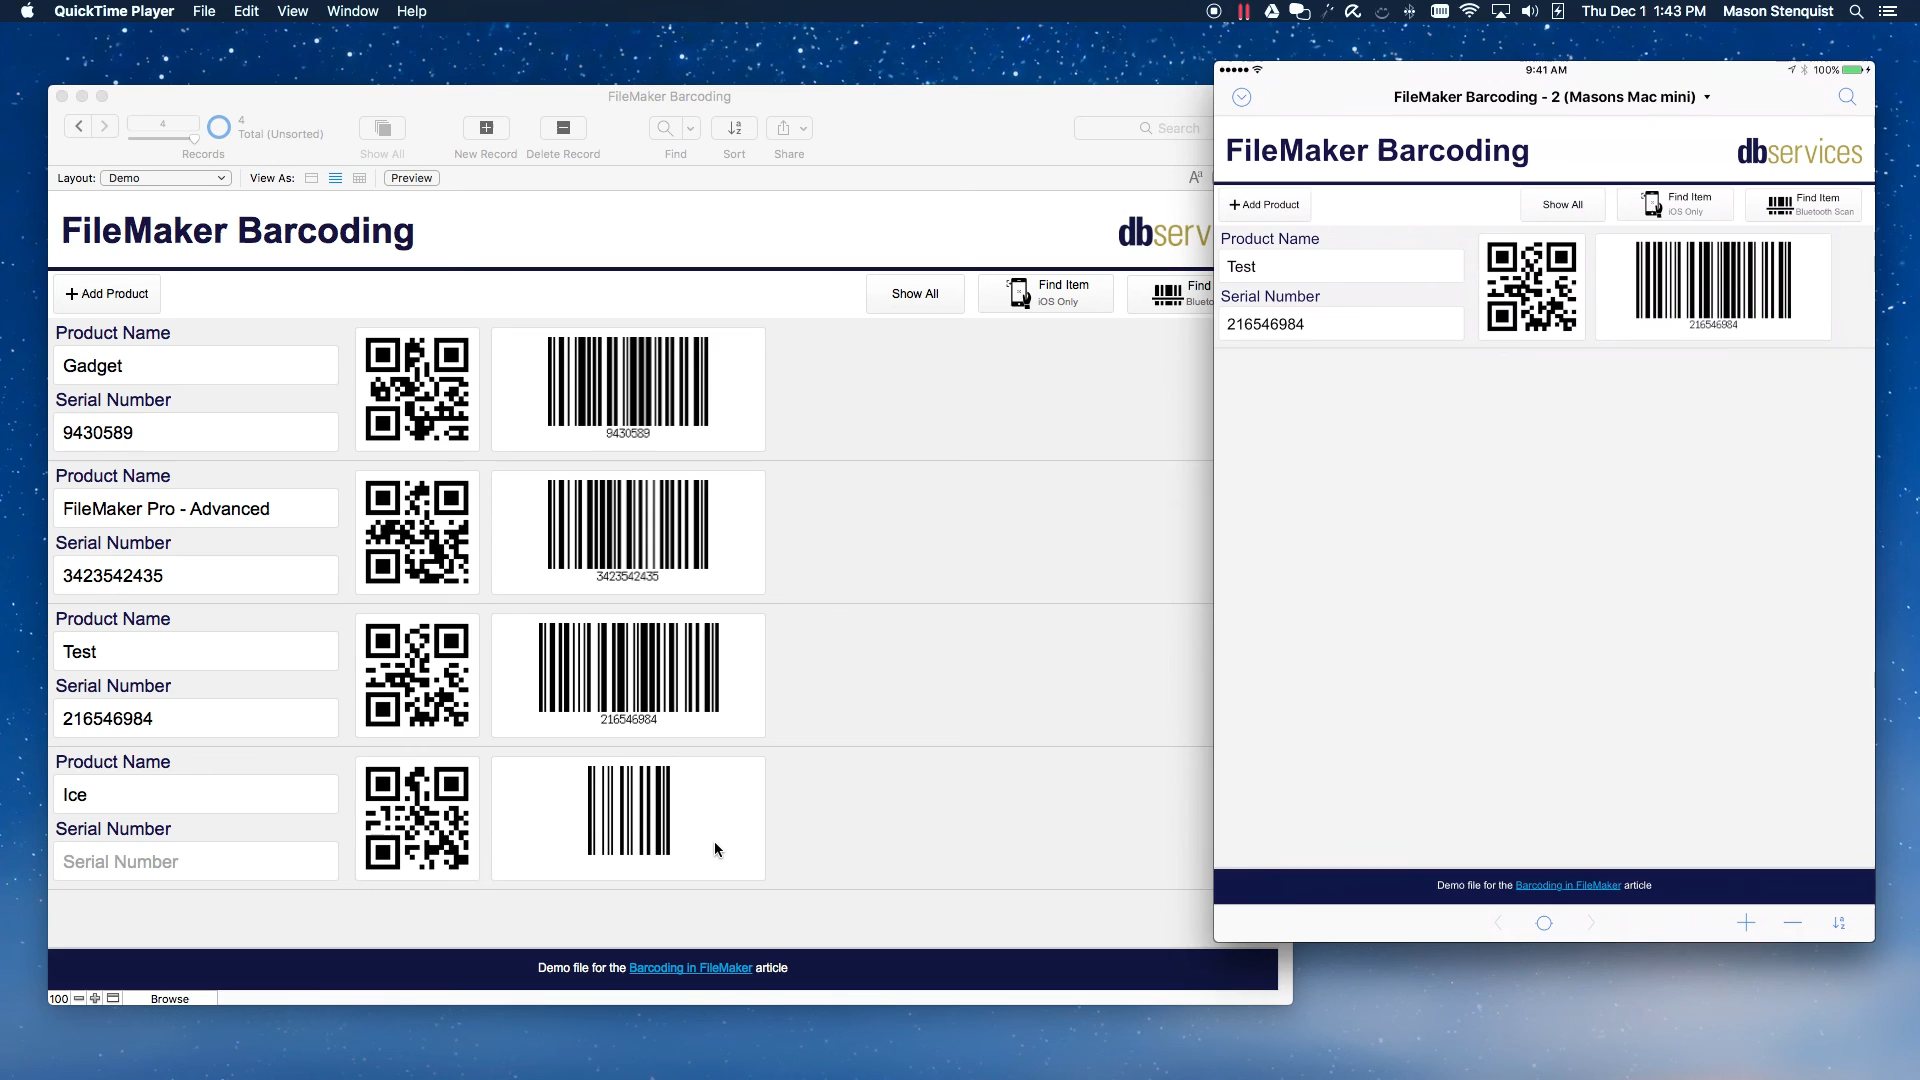 QuickTime Player File Edit View Window Help
Thu Dec 1 1:43 PM Mason Stenquist
FileMaker Barcoding
4
4
Total (Unsorted)
Records
Show All
New Record
Delete Record
Find
Sort
Share
Search
Layout: Demo
View As:
Preview
Aa
FileMaker Barcoding
dbserv
+ Add Product
Show All
Find Item
iOS Only
Find
Blueto
Product Name
Gadget
Serial Number
9430589
9430589
Product Name
FileMaker Pro - Advanced
Serial Number
3423542435
3423542435
Product Name
Test
Serial Number
216546984
216546984
Product Name
Ice
Serial Number
Serial Number
Demo file for the Barcoding in FileMaker article
100
Browse
9:41 AM
100%
FileMaker Barcoding - 2 (Masons Mac mini)
FileMaker Barcoding
dbservices
+ Add Product
Show All
Find Item
iOS Only
Find Item
Bluetooth Scan
Product Name
Test
Serial Number
216546984
216546984
Demo file for the Barcoding in FileMaker article